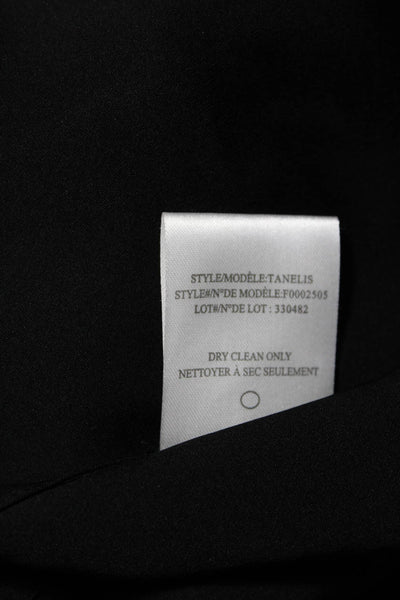 STYLE/MODÈLE:TANELIS
STYLE#/N°DE MODÈLE:F0002505
LOT#/N°DE LOT : 330482
DRY CLEAN ONLY
NETTOYER À SEC SEULEMENT